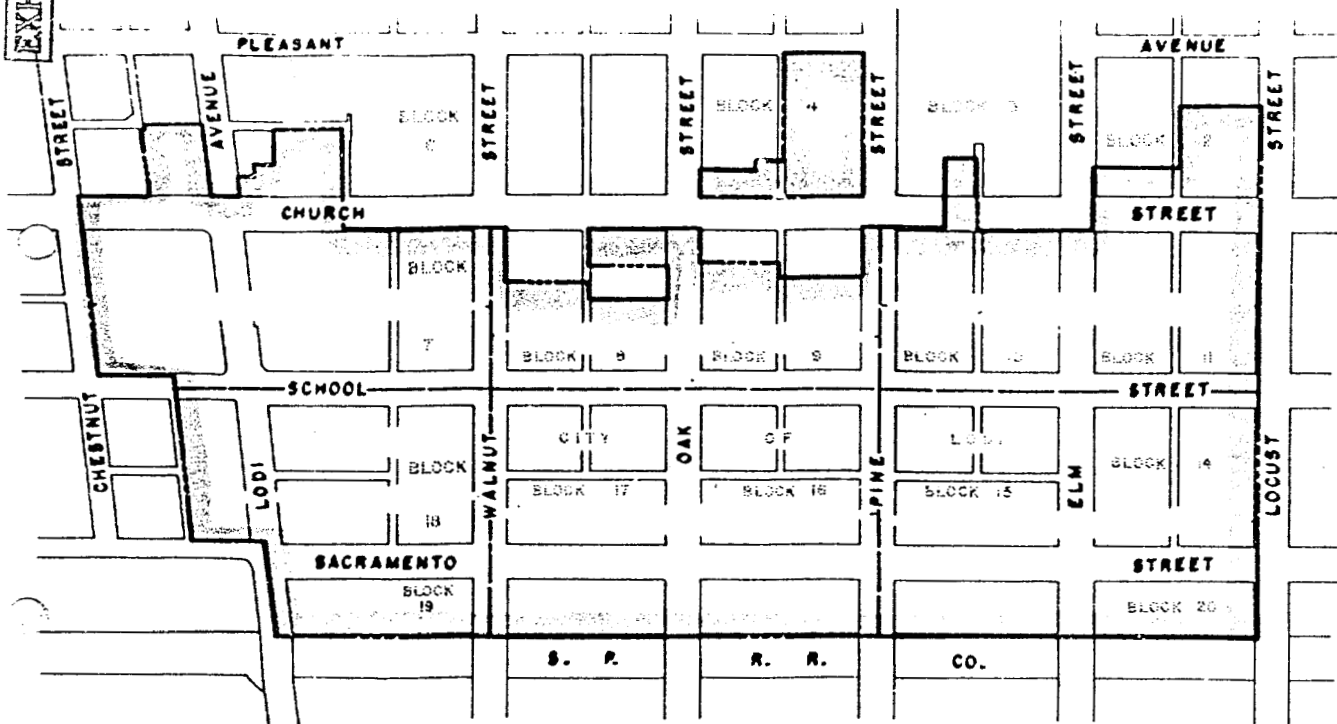 PLEASANT
AVENUE
STREET
AVENUE
BLOCK
6
STREET
STREET
BLOCK 4
STREET
BLOCK
STREET
BLOCK 2
STREET
CHURCH
STREET
BLOCK
7
BLOCK 8
BLOCK 9
BLOCK
BLOCK 11
SCHOOL
STREET
CHESTNUT
LODI
BLOCK
18
WALNUT
CITY
OAK
OF
PINE
ELM
BLOCK 14
LOCUST
BLOCK 17
BLOCK 16
BLOCK 15
SACRAMENTO
STREET
BLOCK
19
BLOCK 20
S. P. R. R. CO.